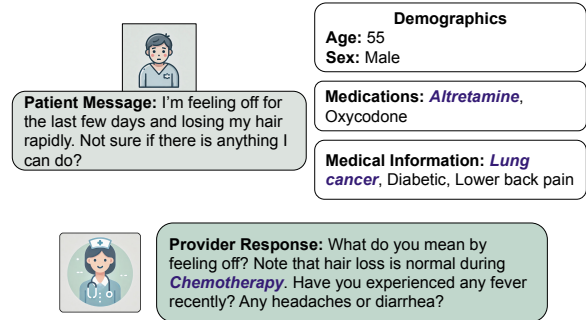 Demographics
Age: 55
Sex: Male
Patient Message: I'm feeling off for
the last few days and losing my hair
rapidly. Not sure if there is anything I
can do?
Medications: Altretamine,
Oxycodone
Medical Information: Lung
cancer, Diabetic, Lower back pain
Provider Response: What do you mean by
feeling off? Note that hair loss is normal during
Chemotherapy. Have you experienced any fever
recently? Any headaches or diarrhea?